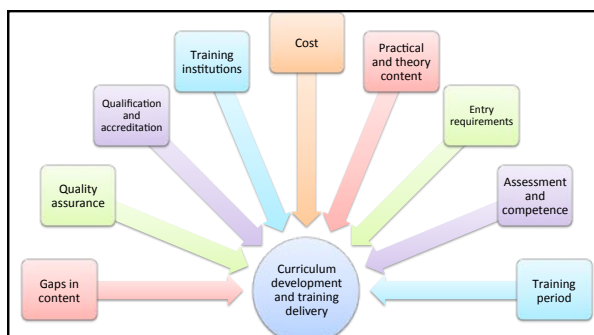 Cost
Training
institutions
Practical
and theory
content
Qualification
and
accreditation
Entry
requirements
Quality
assurance
Assessment
and
competence
Gaps in
content
Curriculum
development
and training
delivery
Training
period